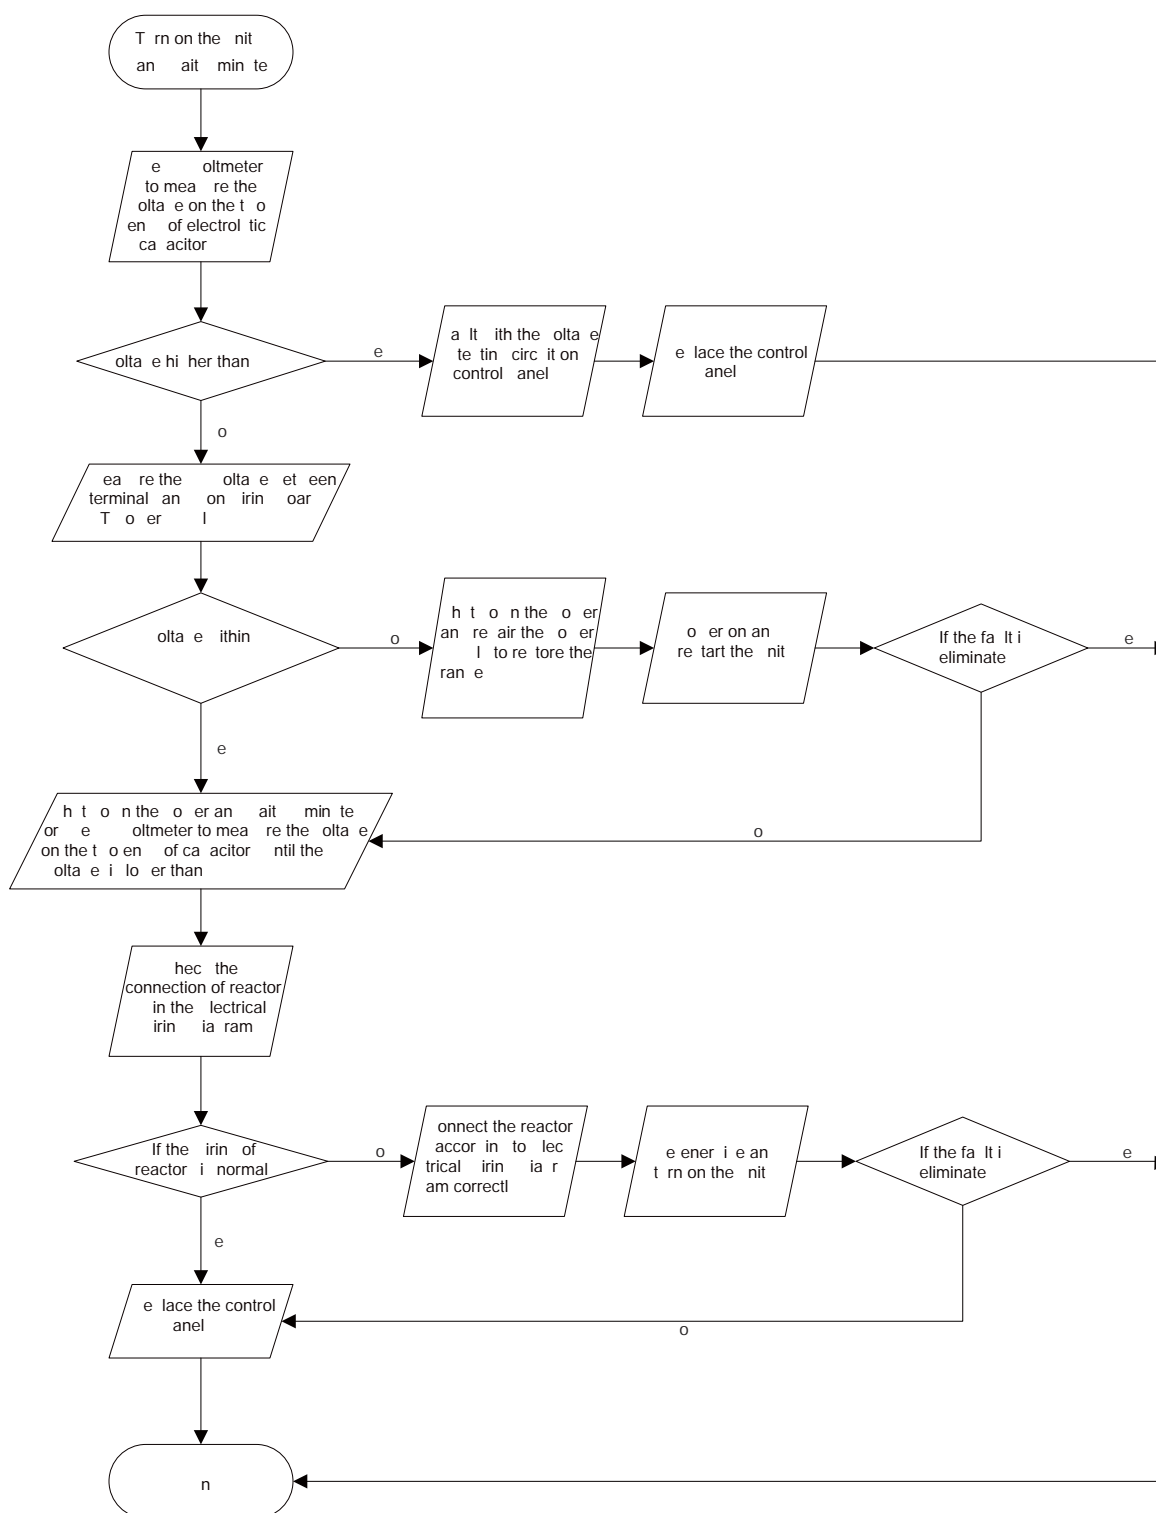 T rn on the nit
an ait min te
e oltmeter
to mea re the
olta e on the t o
en of electrol tic
ca acitor
olta e hi her than
e
a lt ith the olta e
te tin circ it on
control anel
e lace the control
anel
o
ea re the olta e et een
terminal an on irin oar
T o er l
olta e ithin
o
h t o n the o er
an re air the o er
l to re tore the
ran e
o er on an
re tart the nit
If the fa lt i
eliminate
e
e
h t o n the o er an ait min te
or e oltmeter to mea re the olta e
on the t o en of ca acitor ntil the
olta e i lo er than
o
hec the
connection of reactor
in the lectrical
irin ia ram
If the irin of
reactor i normal
o
onnect the reactor
accor in to lec
trical irin ia r
am correctl
e ener i e an
t rn on the nit
If the fa lt i
eliminate
e
e
e lace the control
anel
o
n